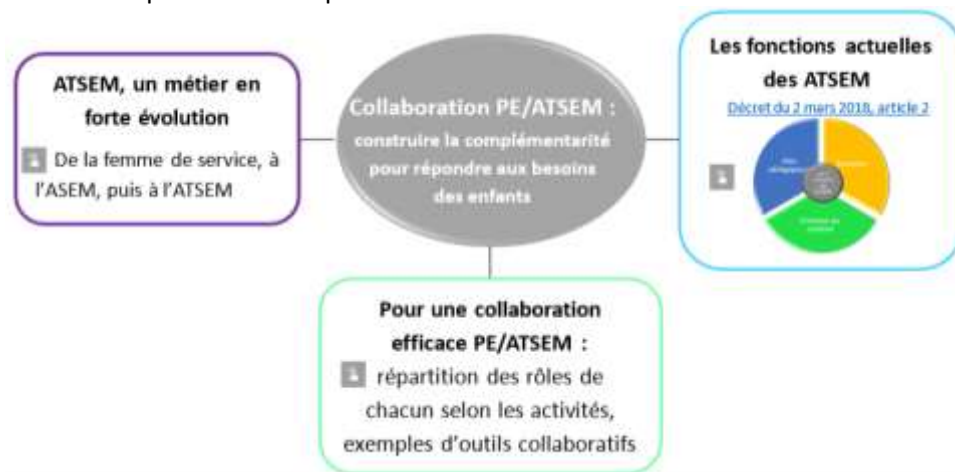 ATSEM, un métier en
forte évolution
De la femme de service, à
l'ASEM, puis à l'ATSEM
Collaboration PE/ATSEM :
construire la complémentarité
pour répondre aux besoins
des enfants
Les fonctions actuelles
des ATSEM
Décret du 2 mars 2018, article 2
Pour une collaboration
efficace PE/ATSEM :
répartition des rôles de
chacun selon les activités,
exemples d'outils collaboratifs